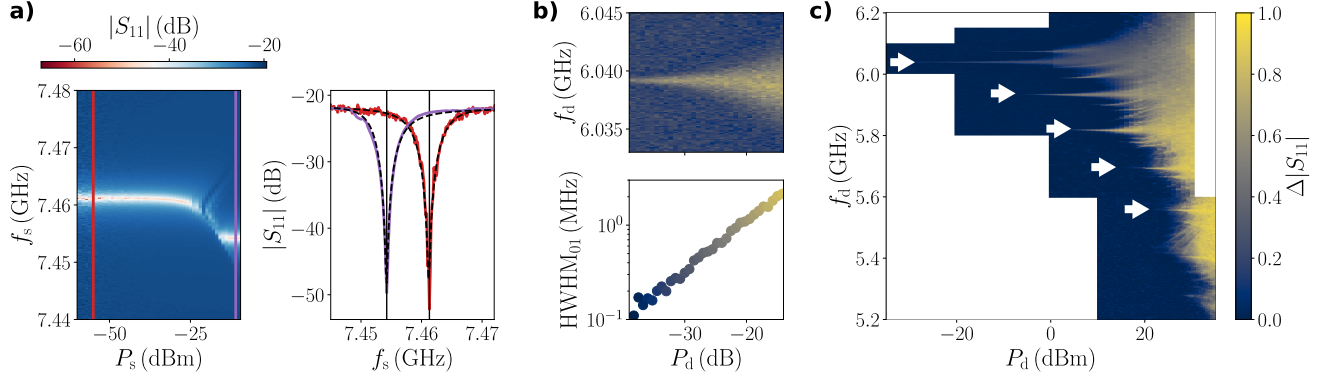 a)
|S11| (dB)
−60 −40 −20
7.48
7.47
7.46
7.45
7.44
fs (GHz)
−50 −25
Ps (dBm)
−20
−30
−40
−50
|S11| (dB)
7.45 7.46 7.47
fs (GHz)
b)
6.045
6.040
6.035
fd (GHz)
10^0
10^−1
HWHM01 (MHz)
−30 −20
Pd (dB)
c)
6.2
6.0
5.8
5.6
5.4
5.2
fd (GHz)
−20 0 20
Pd (dBm)
1.0
0.8
0.6
0.4
0.2
0.0
Δ|S11|